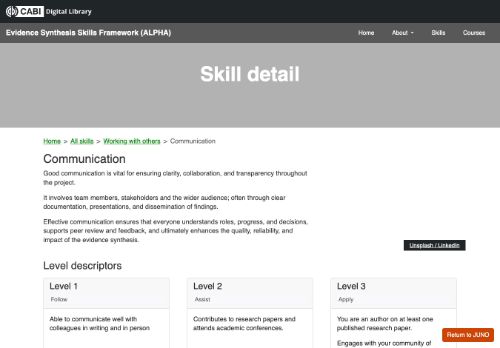 CABI Digital Library
Evidence Synthesis Skills Framework (ALPHA)
Home About Skills Courses
Skill detail
Home > All skills > Working with others > Communication
Communication
Good communication is vital for ensuring clarity, collaboration, and transparency throughout
the project.
It involves team members, stakeholders and the wider audience; often through clear
documentation, presentations, and dissemination of findings.
Effective communication ensures that everyone understands roles, progress, and decisions,
supports peer review and feedback, and ultimately enhances the quality, reliability, and
impact of the evidence synthesis.
Unsplash / LinkedIn
Level descriptors
Level 1
Follow
Able to communicate well with
colleagues in writing and in person
Level 2
Assist
Contributes to research papers and
attends academic conferences.
Level 3
Apply
You are an author on at least one
published research paper.
Engages with your community of
Return to JUNO